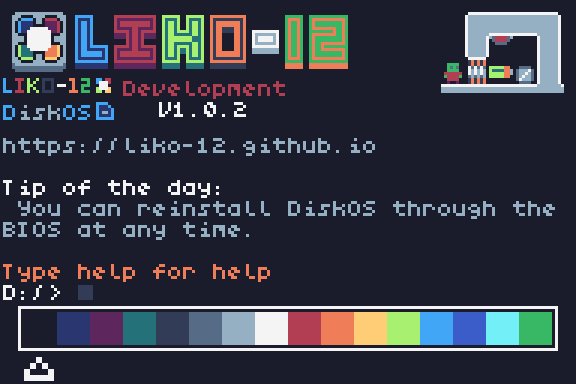 LIKO-12
LIKO-12 Development
DiskOS V1.0.2
https://liko-12.github.io
Tip of the day:
You can reinstall DiskOS through the
BIOS at any time.
Type help for help
D:/>